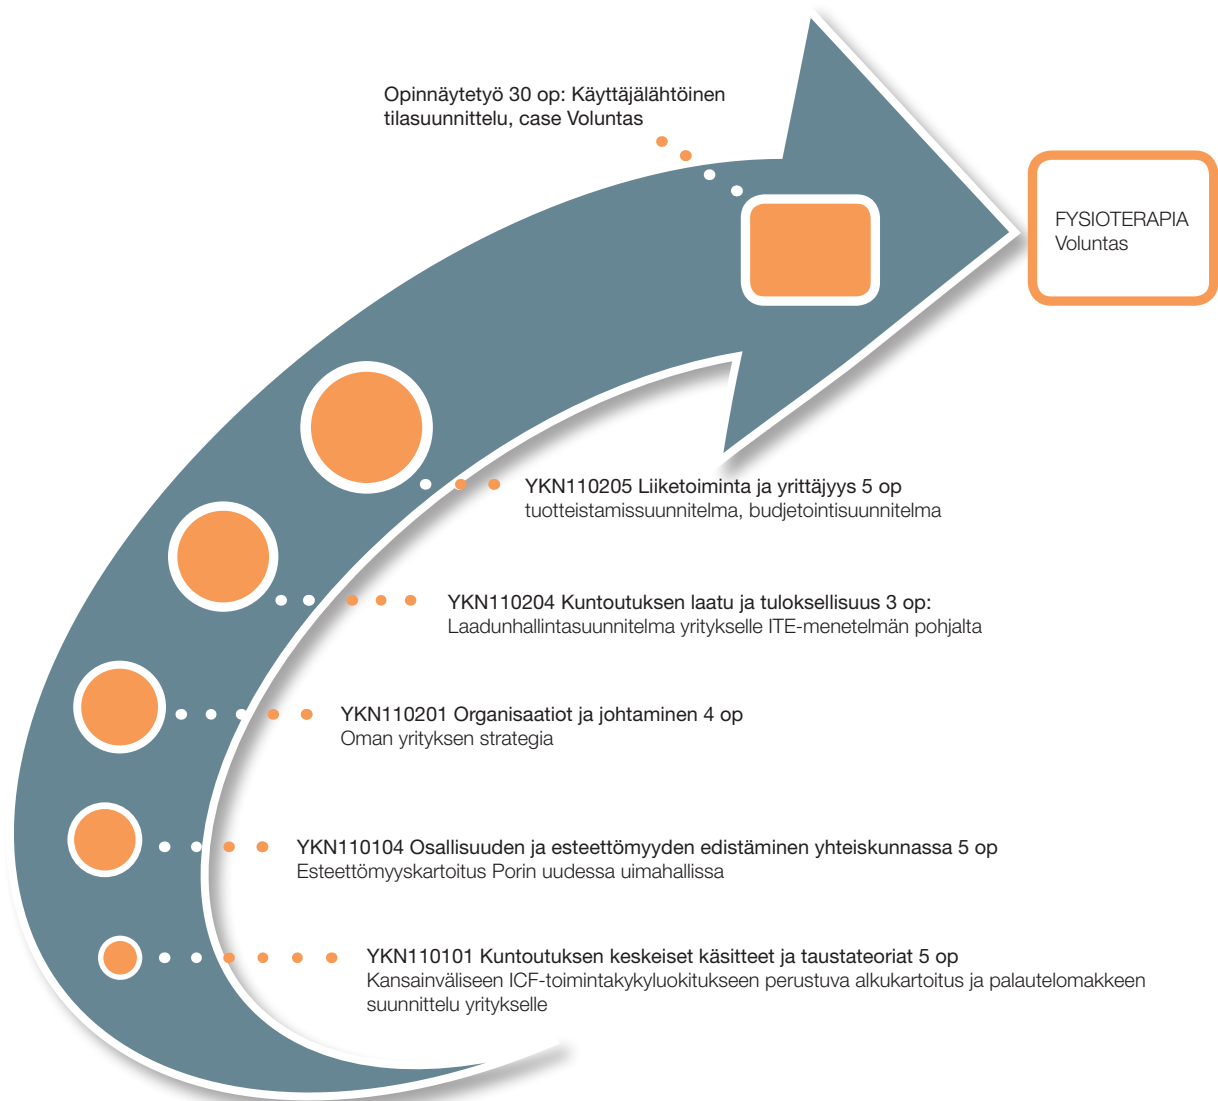 Opinnäytetyö 30 op: Käyttäjälähtöinen
tilasuunnittelu, case Voluntas
FYSIOTERAPIA
Voluntas
YKN110205 Liiketoiminta ja yrittäjyys 5 op
tuotteistamissuunnitelma, budjetointisuunnitelma
YKN110204 Kuntoutuksen laatu ja tuloksellisuus 3 op:
Laadunhallintasuunnitelma yritykselle ITE-menetelmän pohjalta
YKN110201 Organisaatiot ja johtaminen 4 op
Oman yrityksen strategia
YKN110104 Osallisuuden ja esteettömyyden edistäminen yhteiskunnassa 5 op
Esteettömyyskartoitus Porin uudessa uimahallissa
YKN110101 Kuntoutuksen keskeiset käsitteet ja taustateoriat 5 op
Kansainväliseen ICF-toimintakykyluokitukseen perustuva alkukartoitus ja palautelomakkeen
suunnittelu yritykselle